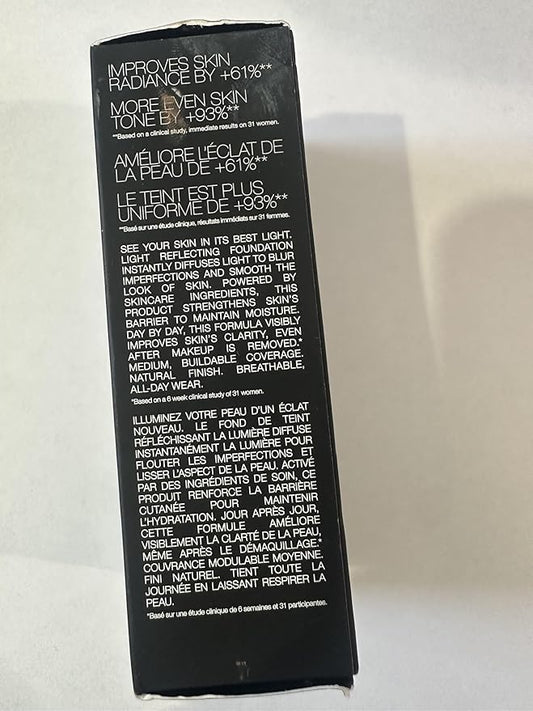 IMPROVES SKIN
RADIANCE BY +61%**
MORE EVEN SKIN
TONE BY +93%**
**Based on a clinical study, immediate results on 31 women.
AMÉLIORE L'ÉCLAT DE
LA PEAU DE +61%**
LE TEINT EST PLUS
UNIFORME DE +93%**
**Basé sur une étude clinique, résultats immédiats sur 31 femmes.
SEE YOUR SKIN IN ITS BEST LIGHT.
LIGHT REFLECTING FOUNDATION
INSTANTLY DIFFUSES LIGHT TO BLUR
IMPERFECTIONS AND SMOOTH THE
LOOK OF SKIN. POWERED BY
SKINCARE INGREDIENTS, THIS
PRODUCT STRENGTHENS SKIN'S
BARRIER TO MAINTAIN MOISTURE.
DAY BY DAY, THIS FORMULA VISIBLY
IMPROVES SKIN'S CLARITY, EVEN
AFTER MAKEUP IS REMOVED.*
MEDIUM, BUILDABLE COVERAGE.
NATURAL FINISH. BREATHABLE,
ALL-DAY WEAR.
*Based on a 6 week clinical study of 31 women.
ILLUMINEZ VOTRE PEAU D'UN ÉCLAT
NOUVEAU. LE FOND DE TEINT
RÉFLÉCHISSANT LA LUMIÈRE DIFFUSE
INSTANTANÉMENT LA LUMIÈRE POUR
FLOUTER LES IMPERFECTIONS ET
LISSER L'ASPECT DE LA PEAU. ACTIVÉ
PAR DES INGRÉDIENTS DE SOIN, CE
PRODUIT RENFORCE LA BARRIÈRE
CUTANÉE POUR MAINTENIR
L'HYDRATATION. JOUR APRÈS JOUR,
CETTE FORMULE AMÉLIORE
VISIBLEMENT LA CLARTÉ DE LA PEAU,
MÊME APRÈS LE DÉMAQUILLAGE.*
COUVRANCE MODULABLE MOYENNE.
FINI NATUREL. TIENT TOUTE LA
JOURNÉE EN LAISSANT RESPIRER LA
PEAU.
*Basé sur une étude clinique de 6 semaines et 31 participantes.